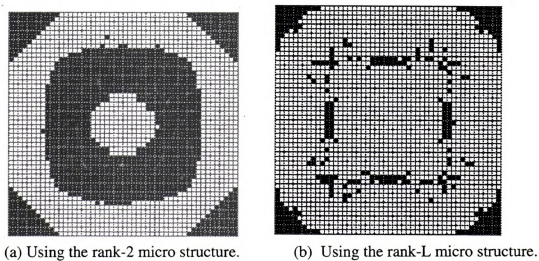 (a) Using the rank-2 micro structure.
(b) Using the rank-L micro structure.